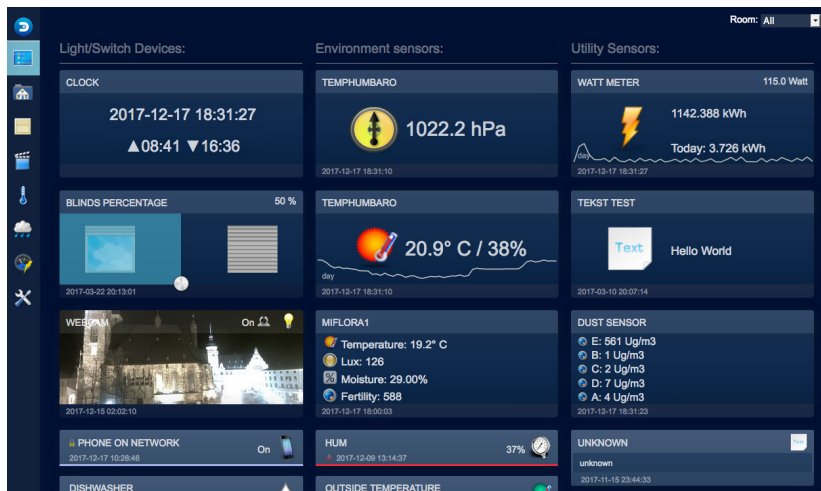 Room: All
Light/Switch Devices:
Environment sensors:
Utility Sensors:
CLOCK
2017-12-17 18:31:27
▲08:41 ▼16:36
TEMPHUMBARO
1022.2 hPa
2017-12-17 18:31:10
WATT METER 115.0 Watt
1142.388 kWh
Today: 3.726 kWh
day
2017-12-17 18:31:27
BLINDS PERCENTAGE 50 %
2017-03-22 20:13:01
TEMPHUMBARO
20.9° C / 38%
day
2017-12-17 18:31:10
TEKST TEST
Text
Hello World
2017-03-10 20:07:14
WEBCAM On
2017-12-15 02:02:10
MIFLORA1
Temperature: 19.2° C
Lux: 126
Moisture: 29.00%
Fertility: 588
2017-12-17 18:00:03
DUST SENSOR
E: 561 Ug/m3
B: 1 Ug/m3
C: 2 Ug/m3
D: 7 Ug/m3
A: 4 Ug/m3
2017-12-17 18:31:23
PHONE ON NETWORK
2017-12-17 10:28:46
On
HUM
2017-12-09 13:14:37
37%
UNKNOWN
Text
unknown
2017-11-15 23:44:33
DISHWASHER
OUTSIDE TEMPERATURE